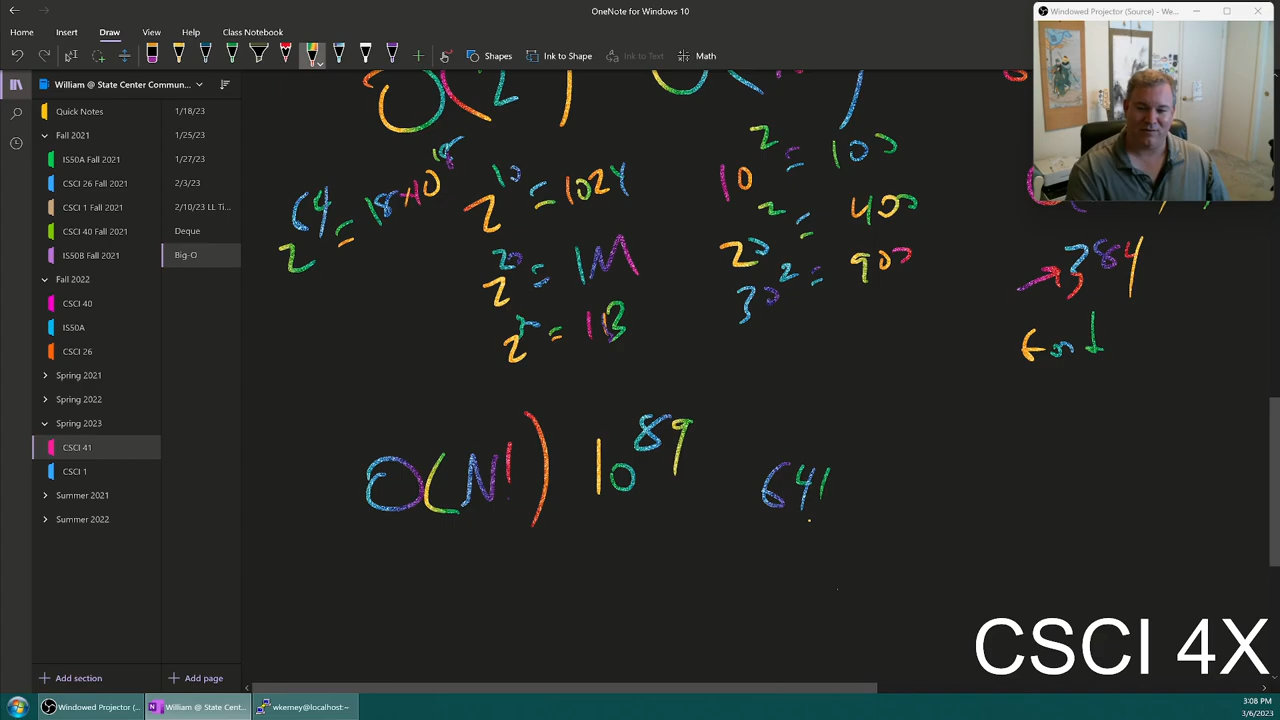 OneNote for Windows 10
Windowed Projector (Source) - We...
Home Insert Draw View Help Class Notebook
Shapes Ink to Shape Ink to Text Math
William @ State Center Commun...
Quick Notes
Fall 2021
IS50A Fall 2021
CSCI 26 Fall 2021
CSCI 1 Fall 2021
CSCI 40 Fall 2021
IS50B Fall 2021
Fall 2022
CSCI 40
IS50A
CSCI 26
Spring 2021
Spring 2022
Spring 2023
CSCI 41
CSCI 1
Summer 2021
Summer 2022
Add section
1/18/23
1/25/23
1/27/23
2/3/23
2/10/23 LL Ti...
Deque
Big-O
Add page
2^64 = 18x10^18
2^10 = 1024
2^20 = 1M
2^30 = 1B
10^2 = 100
20^2 = 400
30^2 = 900
→384
← or ↓
O(N!) 10^89 64!
CSCI 4X
Windowed Projector (...
William @ State Cent...
wkerney@localhost:~
3:08 PM
3/6/2023